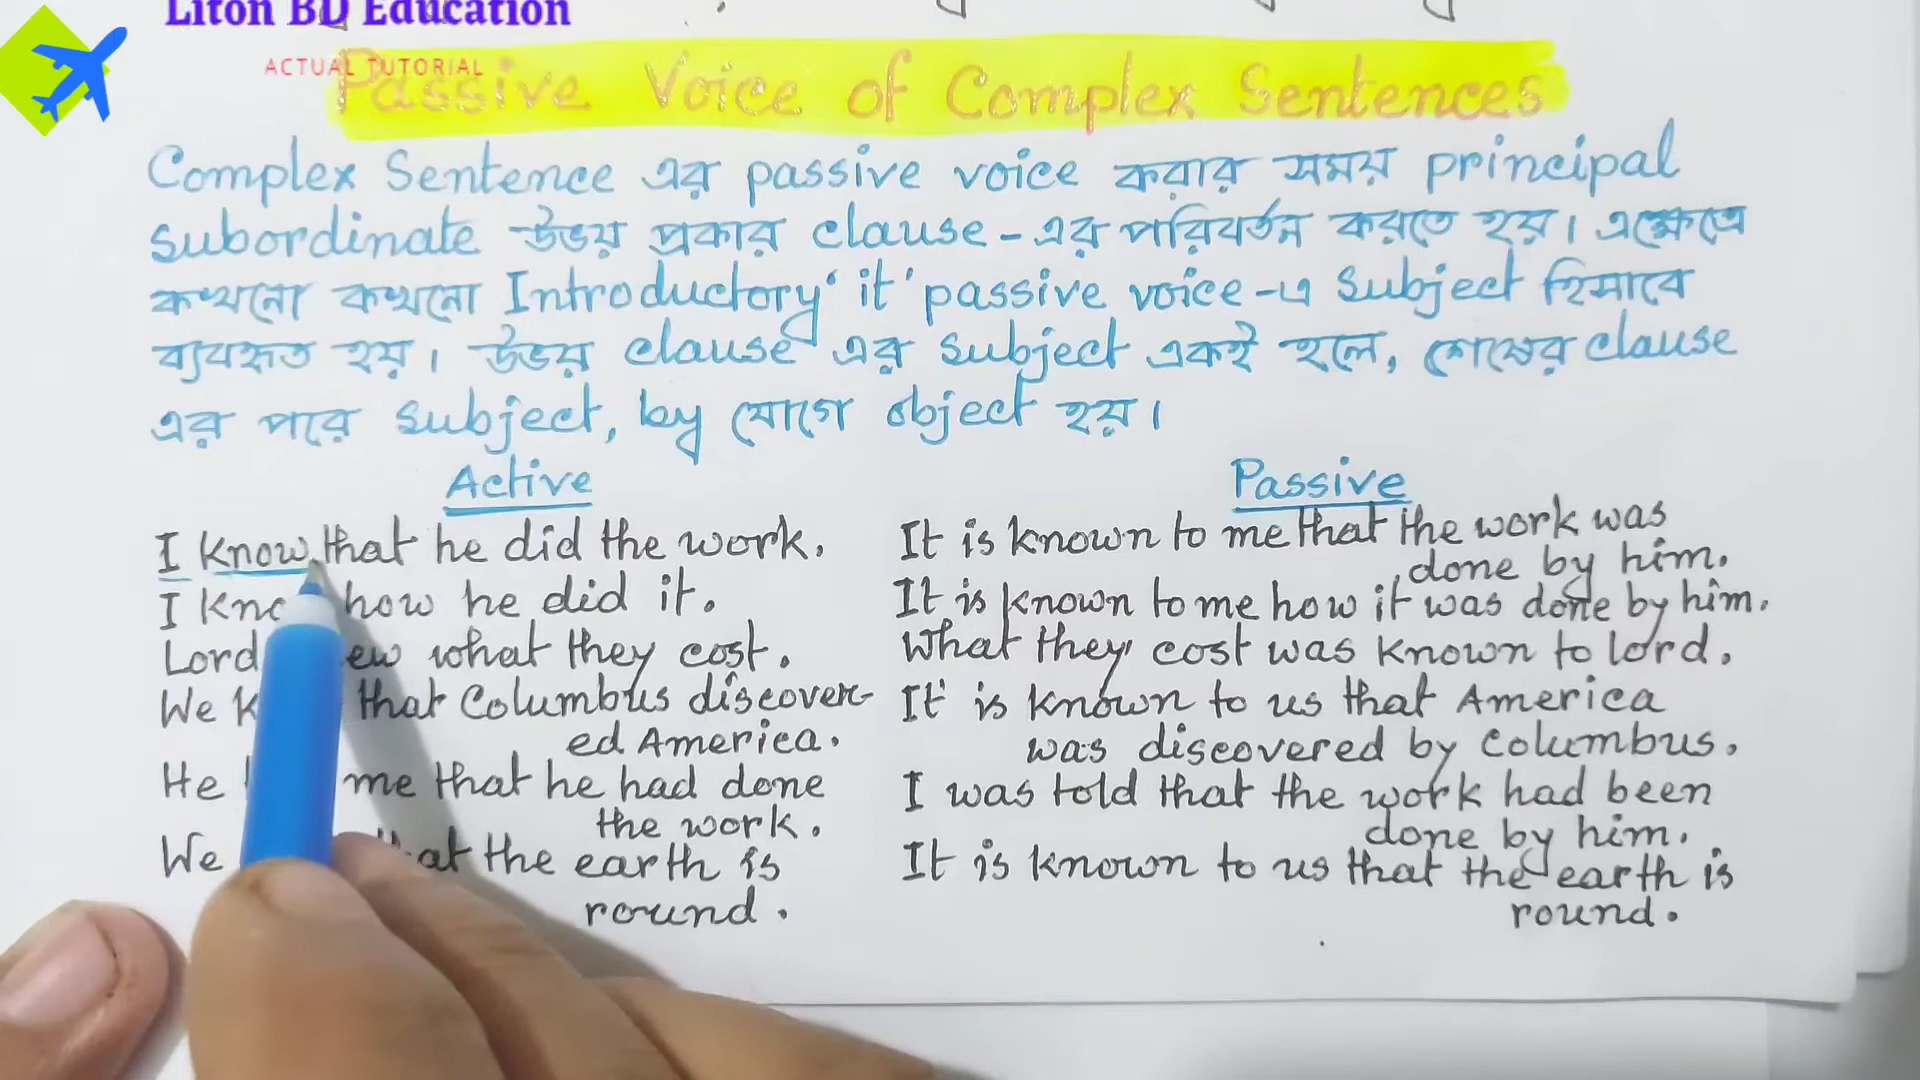 Liton BD Education
ACTUAL TUTORIAL
Passive Voice of Complex Sentences
Complex Sentence এর passive voice করার সময় principal
subordinate উভয় প্রকার clause-এর পরিবর্তন করতে হয়। এক্ষেত্রে
কখনো কখনো Introductory 'it' passive voice-এ subject হিসাবে
ব্যবহৃত হয়। উভয় clause এর subject একই হলে, শেষের clause
এর পরে subject, by যোগে object হয়।
Active Passive
I know that he did the work. It is known to me that the work was
done by him.
I how he did it. It is known to me how it was done by him.
Lord what they cost. What they cost was known to lord.
We that Columbus discover- It is known to us that America
ed America. was discovered by Columbus.
He me that he had done I was told that the work had been
the work. done by him.
We the earth is It is known to us that the earth is
round. round.